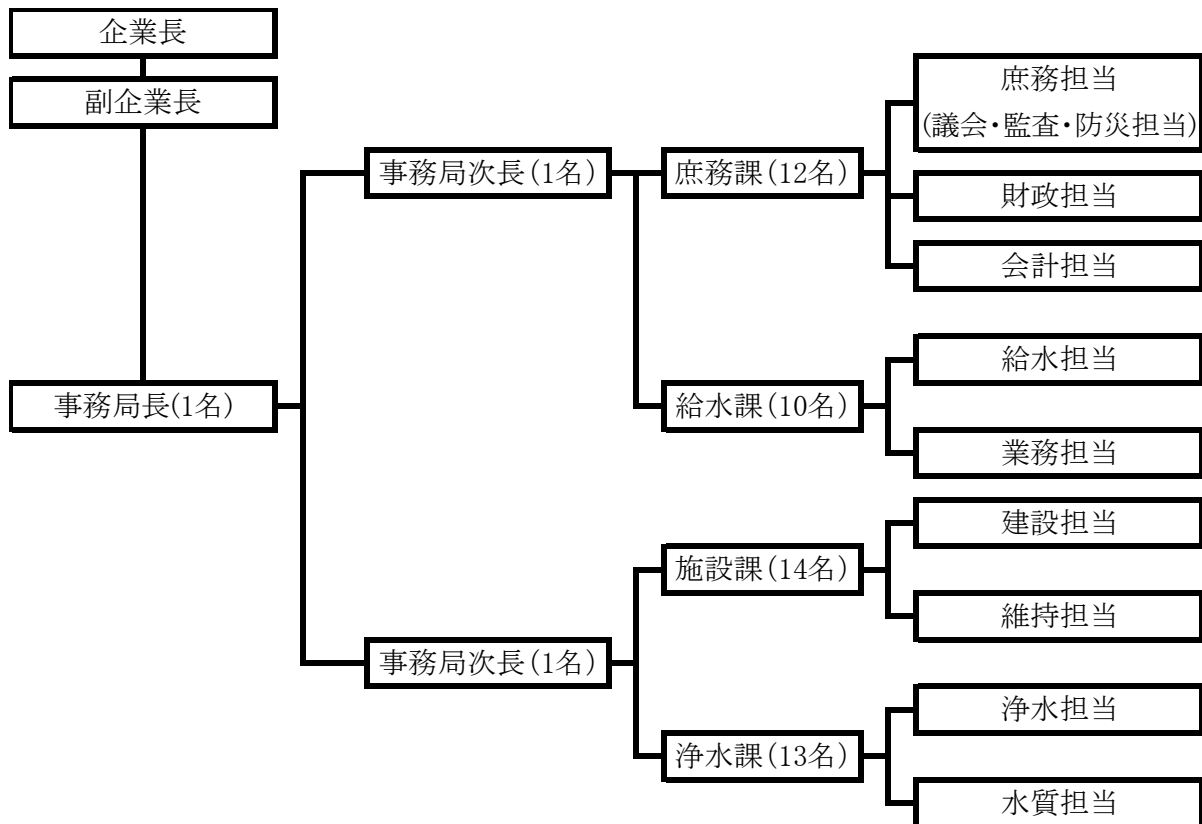 企業長
副企業長
事務局長(1名)
事務局次長(1名)
庶務課(12名)
庶務担当
(議会・監査・防災担当)
財政担当
会計担当
給水課(10名)
給水担当
業務担当
事務局次長(1名)
施設課(14名)
建設担当
維持担当
浄水課(13名)
浄水担当
水質担当